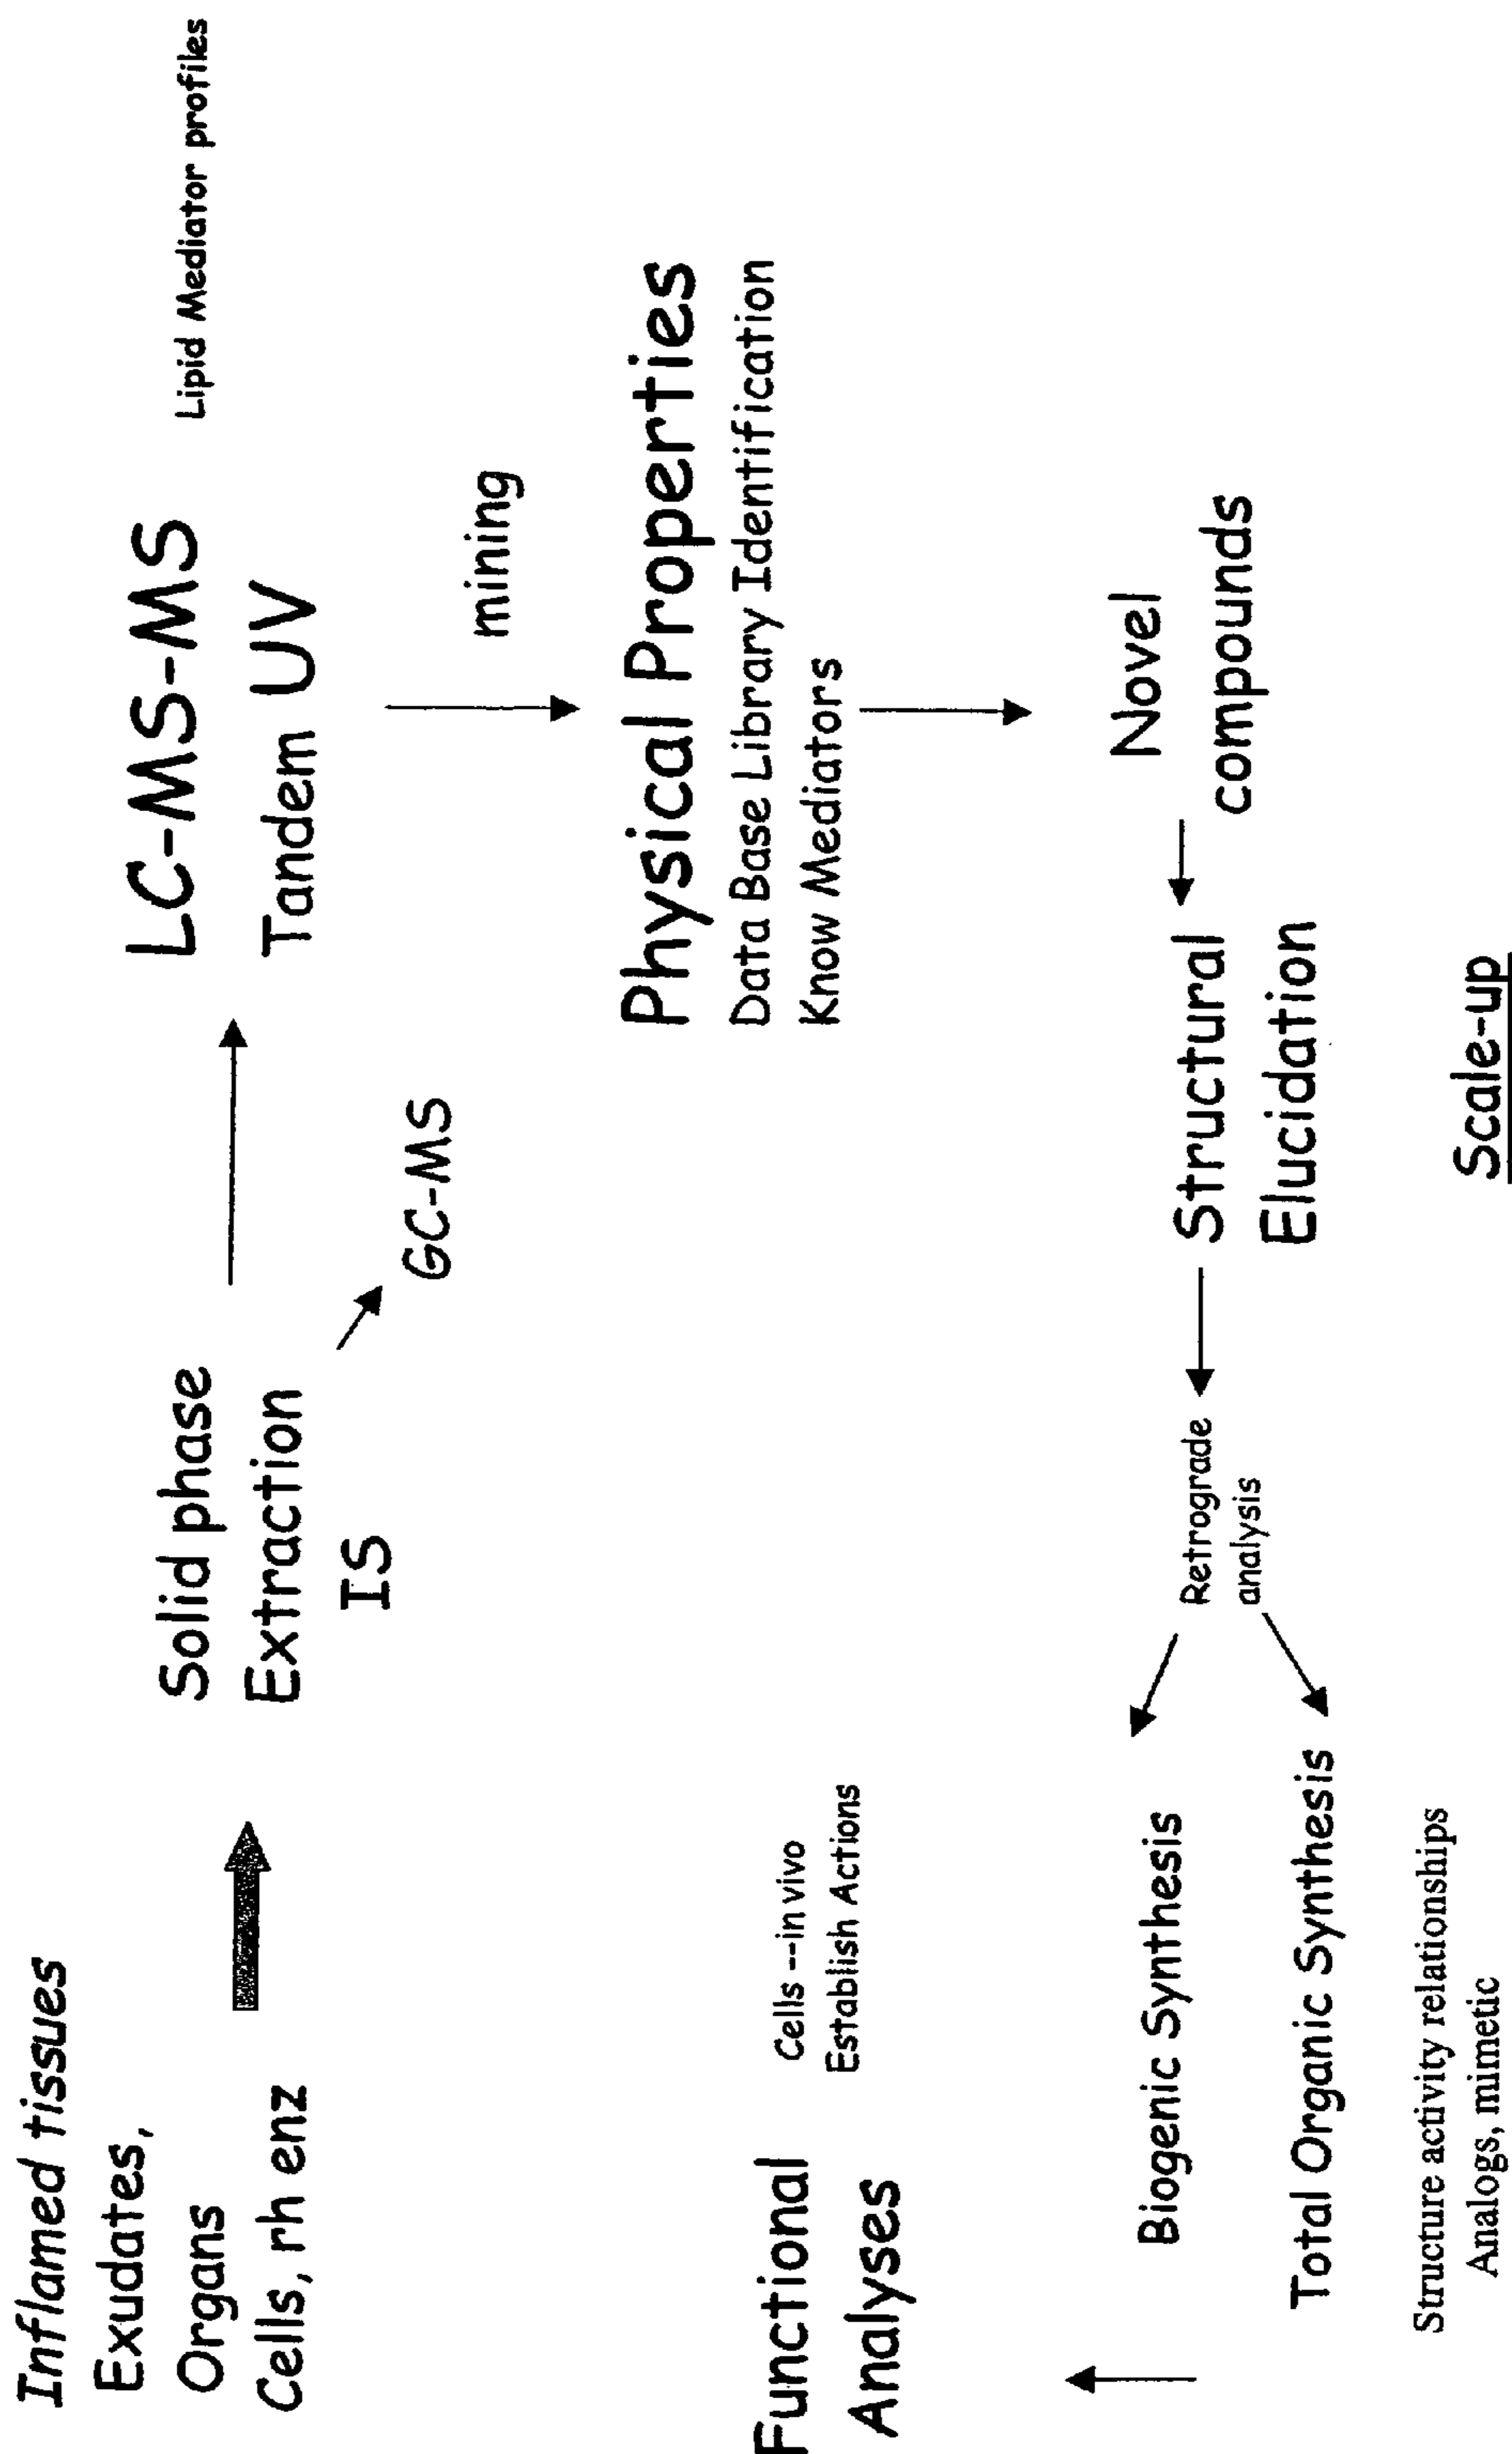 Inflamed tissues
Exudates,
Organs
Cells, rh enz
Solid phase
Extraction
IS
GC-MS
LC-MS-MS
Tandem UV
Lipid Mediator profiles
mining
Physical Properties
Data Base Library Identification
Know Mediators
Novel
compounds
Structural
Elucidation
Retrograde
analysis
Biogenic Synthesis
Total Organic Synthesis
Structure activity relationships
Analogs, mimetic
Scale-up
Functional
Analyses
Cells --in vivo
Establish Actions